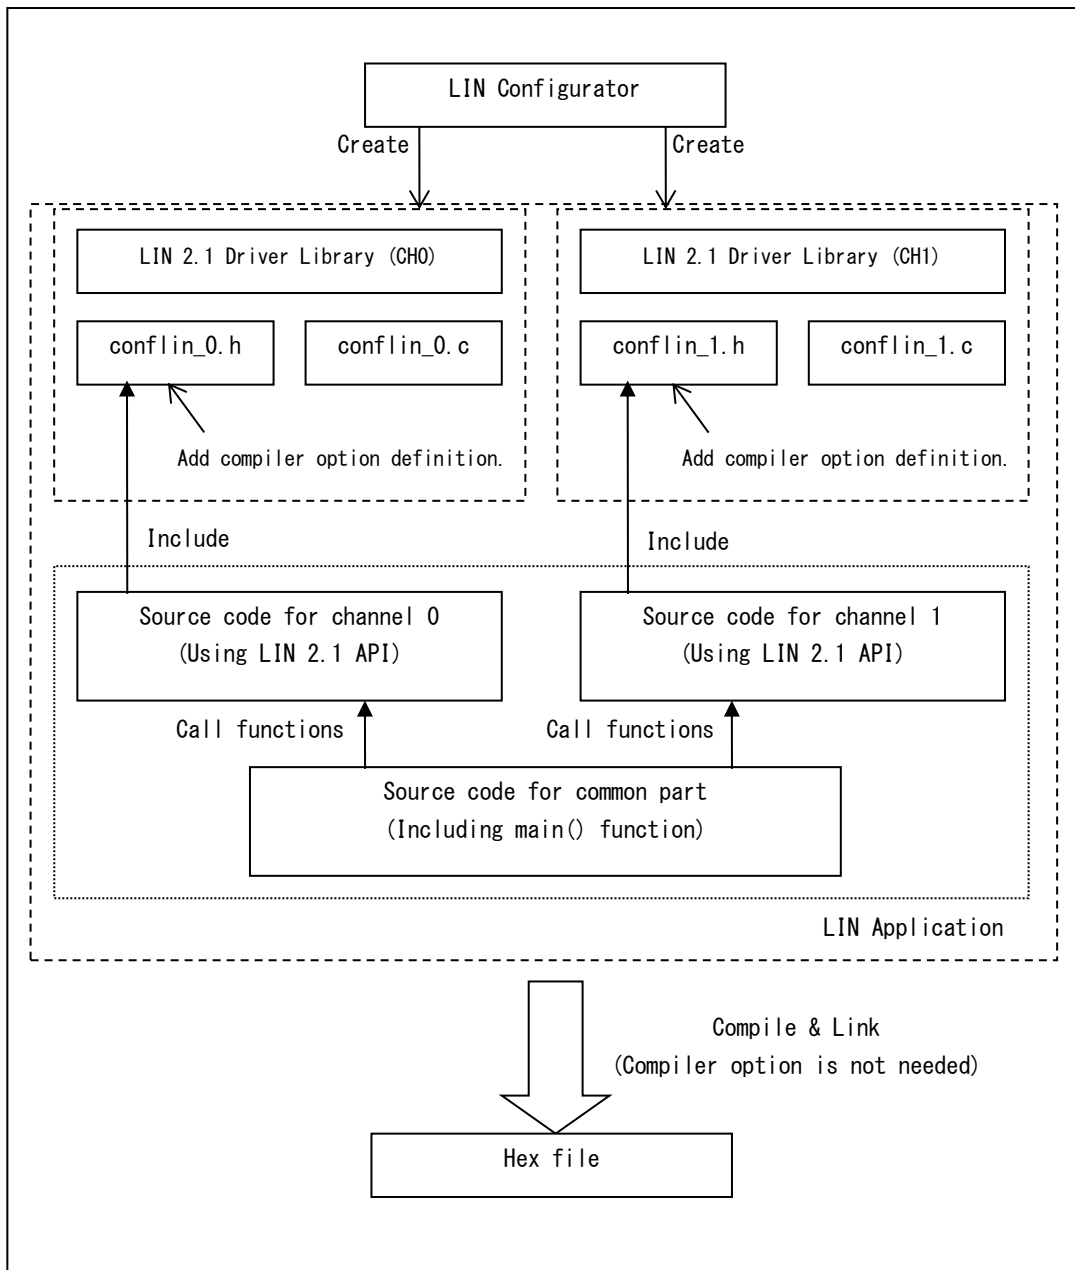 LIN Configurator
Create
Create
LIN 2.1 Driver Library (CH0)
LIN 2.1 Driver Library (CH1)
conflin_0.h
conflin_0.c
conflin_1.h
conflin_1.c
Add compiler option definition.
Add compiler option definition.
Include
Include
Source code for channel 0
(Using LIN 2.1 API)
Source code for channel 1
(Using LIN 2.1 API)
Call functions
Call functions
Source code for common part
(Including main() function)
LIN Application
Compile & Link
(Compiler option is not needed)
Hex file